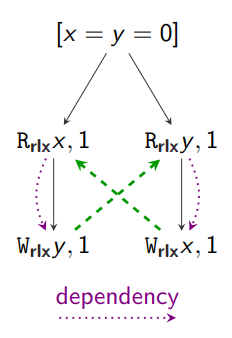 [x = y = 0]
R_rlx x, 1 R_rlx y, 1
W_rlx y, 1 W_rlx x, 1
dependency